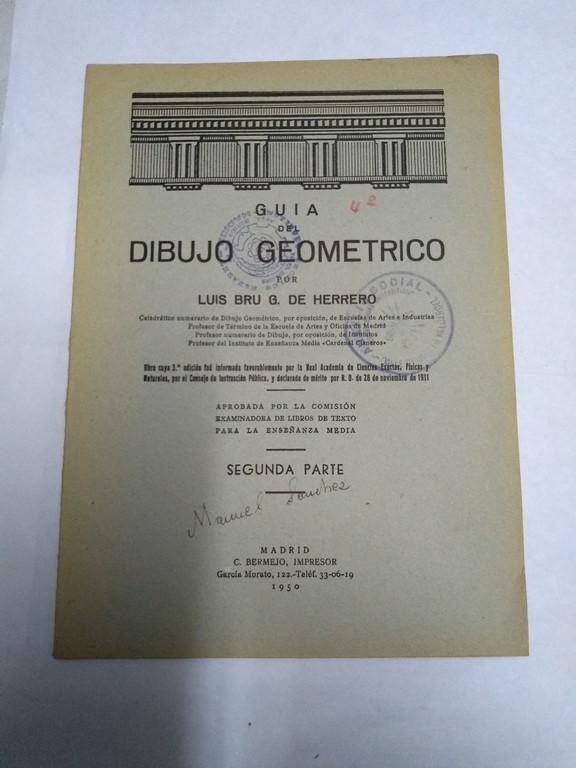 GUIA
4º
DEL
DIBUJO GEOMETRICO
POR
LUIS BRU G. DE HERRERO
Catedrático numerario de Dibujo Geométrico, por oposición, de Escuelas de Artes e Industrias
Profesor de Término de la Escuela de Artes y Oficios de Madrid
Profesor numerario de Dibujo, por oposición, de Institutos
Profesor del Instituto de Enseñanza Media «Cardenal Cisneros»
Obra cuya 3.ª edición fué informada favorablemente por la Real Academia de Ciencias Exactas, Físicas y
Naturales, por el Consejo de Instrucción Pública, y declarada de mérito por R. O. de 26 de noviembre de 1911
SOCIAL
APROBADA POR LA COMISIÓN
EXAMINADORA DE LIBROS DE TEXTO
PARA LA ENSEÑANZA MEDIA
SEGUNDA PARTE
Manuel Sanchez
MADRID
C. BERMEJO, IMPRESOR
García Morato, 122.-Teléf. 33-06-19
1950